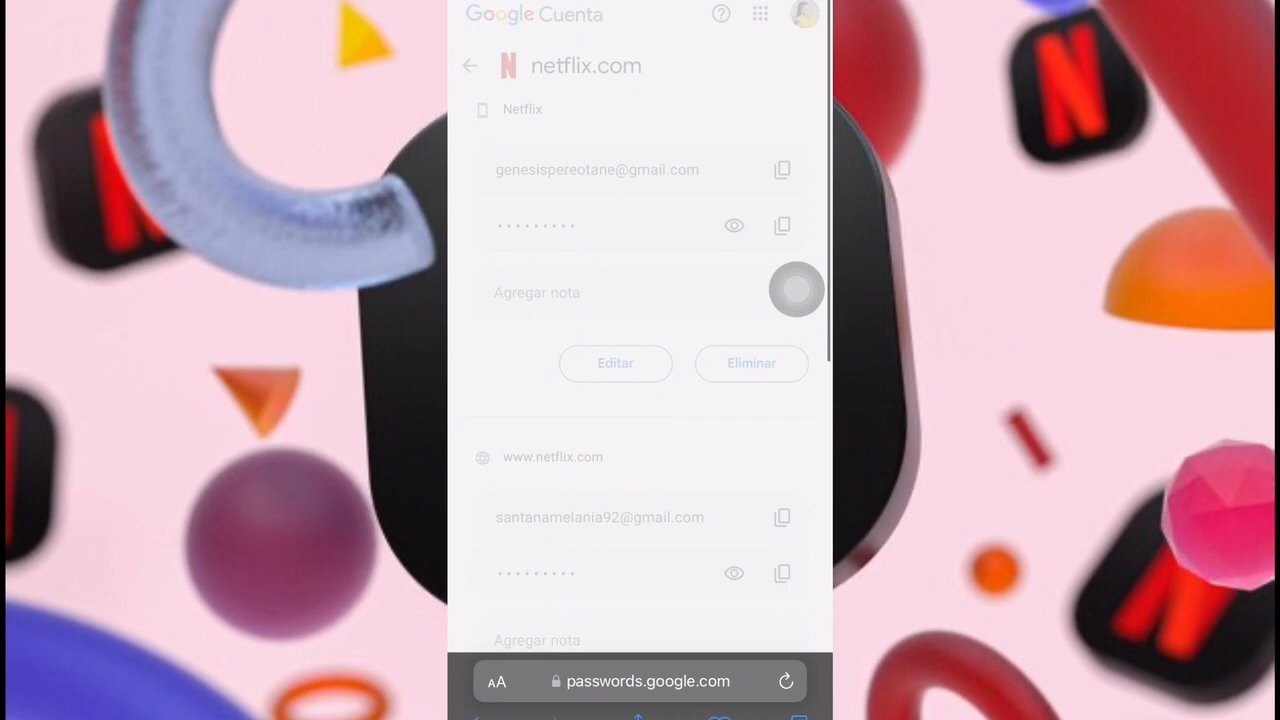 Google Cuenta
netflix.com
Netflix
genesispereotane@gmail.com
Agregar nota
Editar
Eliminar
www.netflix.com
santanamelania92@gmail.com
Agregar nota
AA
passwords.google.com